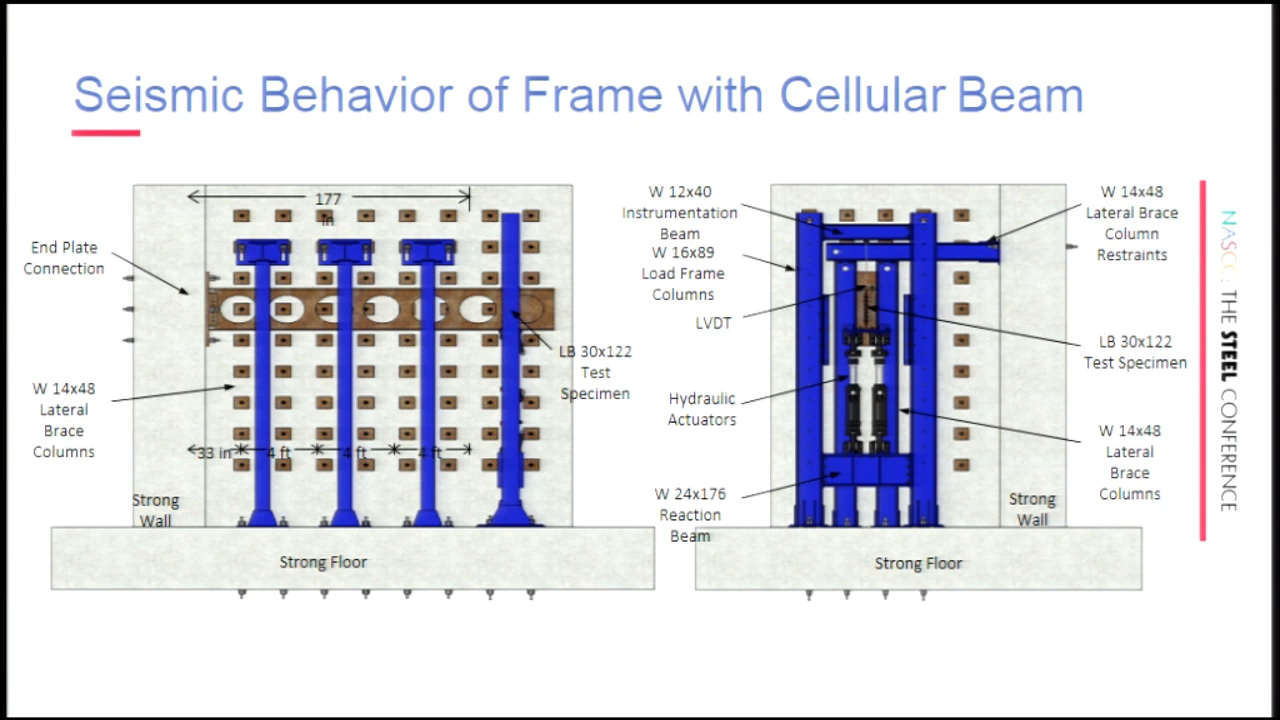 Seismic Behavior of Frame with Cellular Beam
177
in
End Plate
Connection
W 14x48
Lateral
Brace
Columns
LB 30x122
Test
Specimen
33 in
4 ft
4 ft
4 ft
Strong
Wall
Strong Floor
W 12x40
Instrumentation
Beam
W 16x89
Load Frame
Columns
LVDT
Hydraulic
Actuators
W 24x176
Reaction
Beam
W 14x48
Lateral Brace
Column
Restraints
LB 30x122
Test Specimen
W 14x48
Lateral
Brace
Columns
Strong
Wall
Strong Floor
NASCC: THE STEEL CONFERENCE